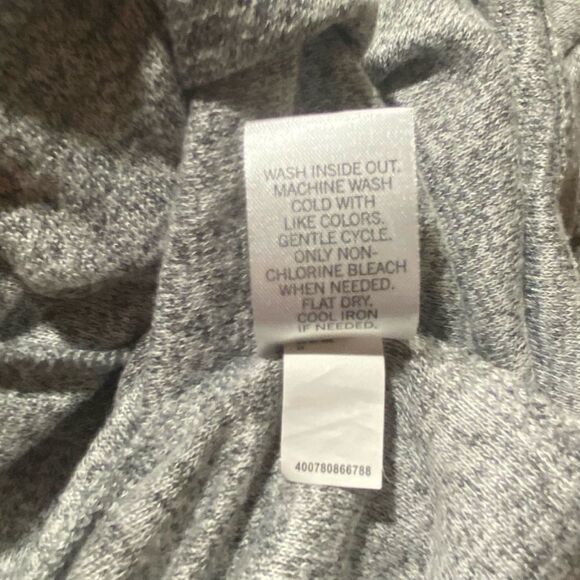 WASH INSIDE OUT.
MACHINE WASH
COLD WITH
LIKE COLORS.
GENTLE CYCLE.
ONLY NON-
CHLORINE BLEACH
WHEN NEEDED.
FLAT DRY.
COOL IRON
IF NEEDED.
400780866788